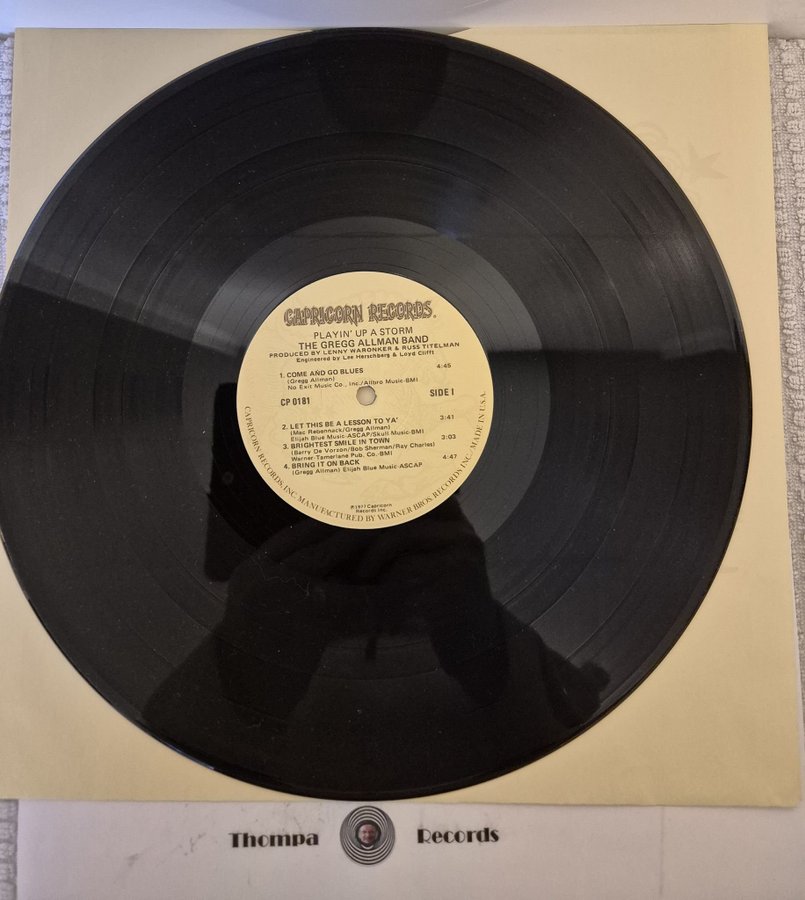 CAPRICORN RECORDS®
PLAYIN' UP A STORM
THE GREGG ALLMAN BAND
PRODUCED BY LENNY WARONKER & RUSS TITELMAN
Engineered by Lee Herschberg & Loyd Clifft
1. COME AND GO BLUES 4:45
(Gregg Allman)
No Exit Music Co., Inc./Allbro Music-BMI
CP 0181 SIDE I
2. LET THIS BE A LESSON TO YA' 3:41
(Mac Rebennack/Gregg Allman)
Elijah Blue Music-ASCAP/Skull Music-BMI
3. BRIGHTEST SMILE IN TOWN 3:03
(Barry De Vorzon/Bob Sherman/Ray Charles)
Warner-Tamerlane Pub. Co.-BMI
4. BRING IT ON BACK 4:47
(Gregg Allman) Elijah Blue Music-ASCAP
℗1977 Capricorn
Records Inc.
CAPRICORN RECORDS, INC. MANUFACTURED BY WARNER BROS. RECORDS INC. MADE IN U.S.A.
Thompa Records